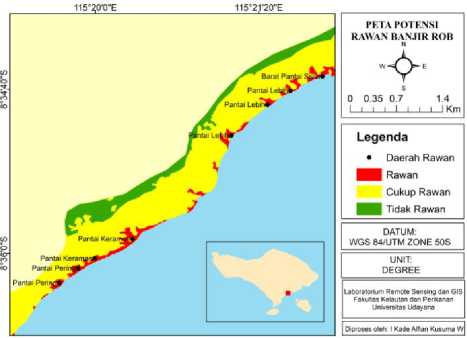 115°20'0"E
115°21'20"E
8°34'40"S
8°36'0"S
Barat Pantai
Pantai Lebih
Pantai Lebih
Pantai Lebih
Pantai Keramas
Pantai Keramas
Pantai
Pantai
PETA POTENSI
RAWAN BANJIR ROB
N
W
E
S
0 0.35 0.7 1.4
Km
Legenda
Daerah Rawan
Rawan
Cukup Rawan
Tidak Rawan
DATUM:
WGS 84/UTM ZONE 50S
UNIT:
DEGREE
Laboratorium Remote Sensing dan GIS
Fakultas Kelautan dan Perikanan
Universitas Udayana
Diproses oleh: I Kade Alfian Kusuma W